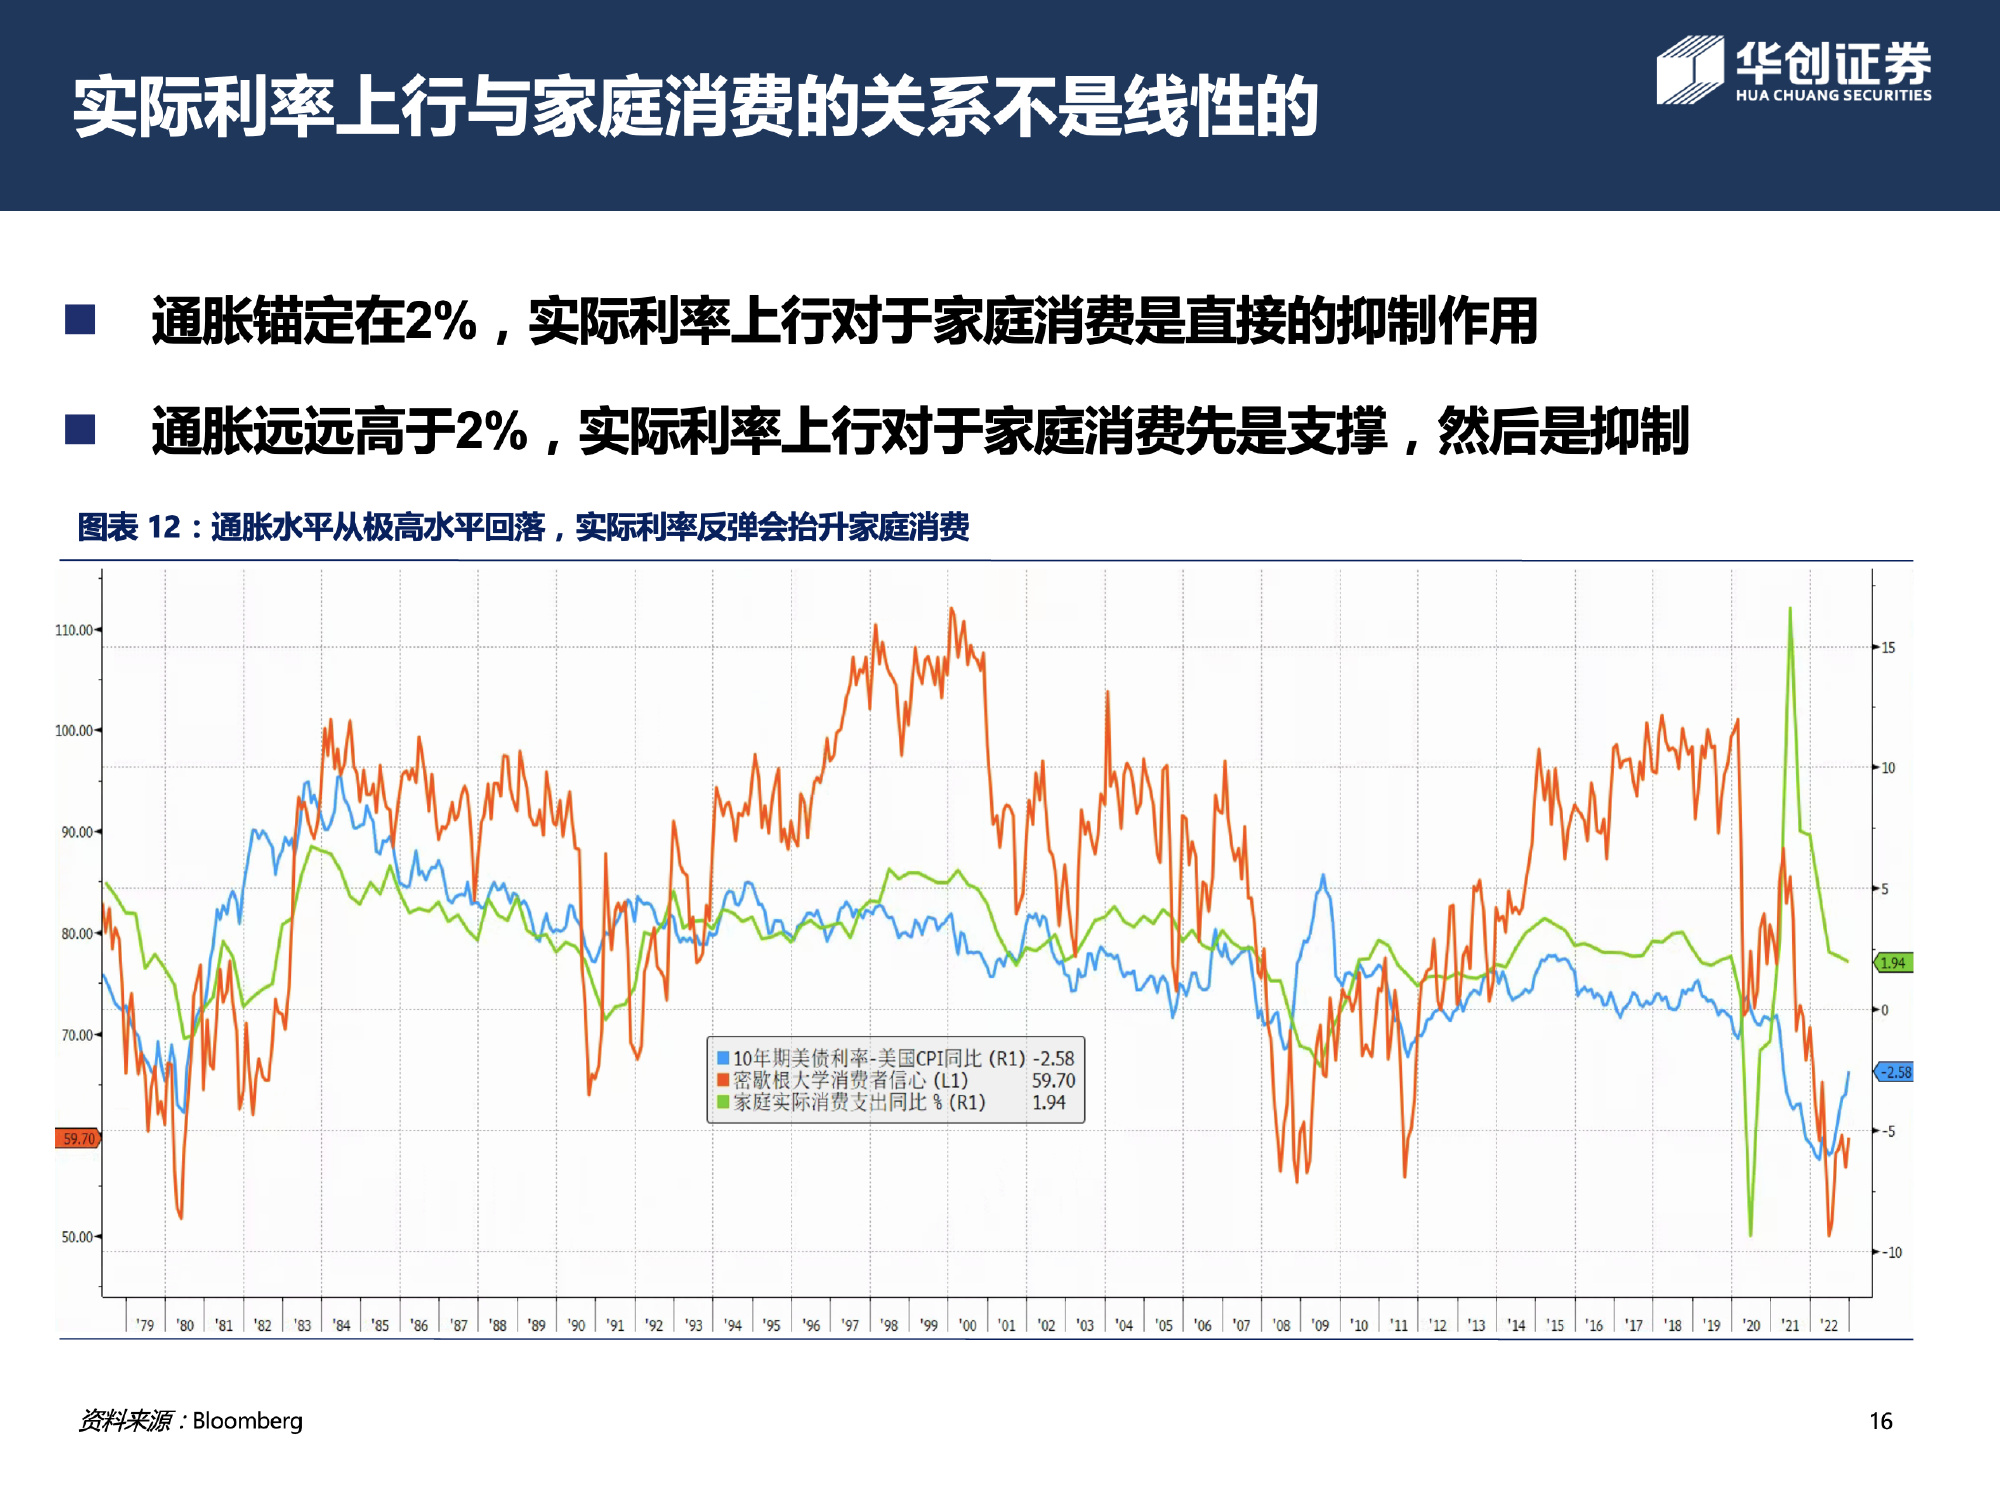 实际利率上行与家庭消费的关系不是线性的
华创证券
HUA CHUANG SECURITIES
■ 通胀锚定在2%，实际利率上行对于家庭消费是直接的抑制作用
■ 通胀远远高于2%，实际利率上行对于家庭消费先是支撑，然后是抑制
图表 12：通胀水平从极高水平回落，实际利率反弹会抬升家庭消费
110.00
100.00
90.00
80.00
70.00
59.70
50.00
15
10
5
1.94
0
-2.58
-5
-10
10年期美债利率-美国CPI同比 (R1) -2.58
密歇根大学消费者信心 (L1) 59.70
家庭实际消费支出同比 % (R1) 1.94
'79 '80 '81 '82 '83 '84 '85 '86 '87 '88 '89 '90 '91 '92 '93 '94 '95 '96 '97 '98 '99 '00 '01 '02 '03 '04 '05 '06 '07 '08 '09 '10 '11 '12 '13 '14 '15 '16 '17 '18 '19 '20 '21 '22
资料来源：Bloomberg
16